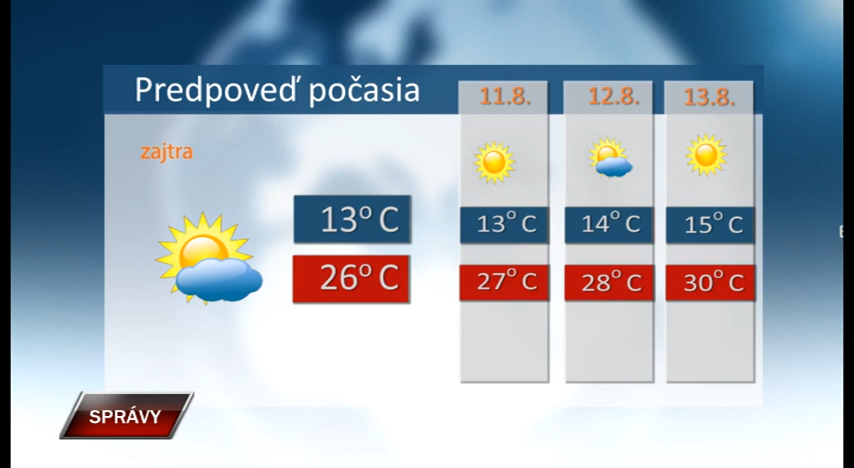 Predpoveď počasia
zajtra
13° C
26° C
11.8.
13° C
27° C
12.8.
14° C
28° C
13.8.
15° C
30° C
SPRÁVY